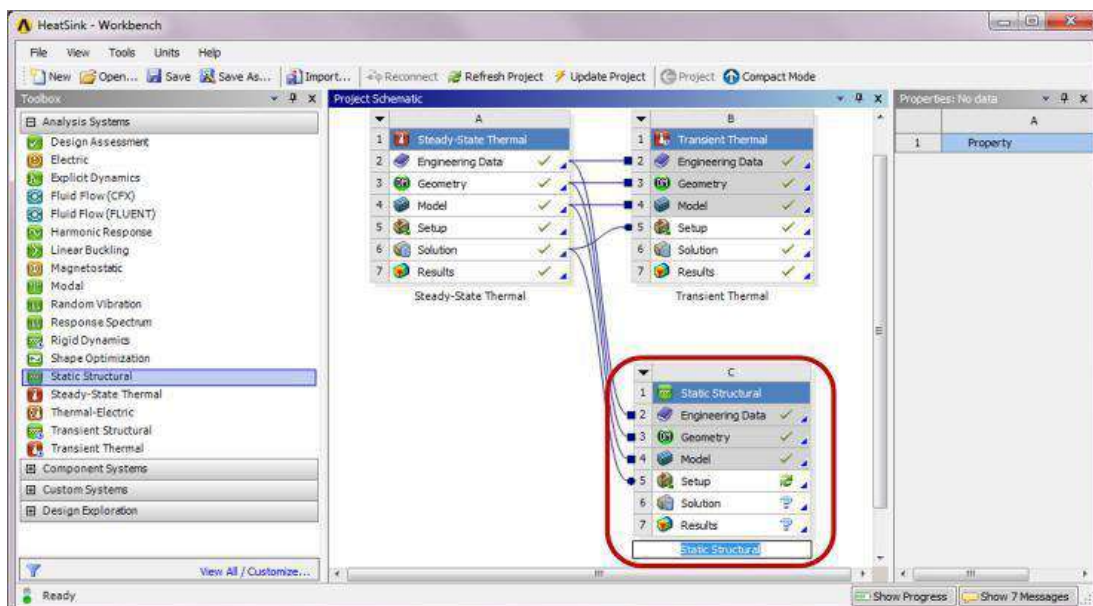 HeatSink - Workbench
File View Tools Units Help
New Open... Save Save As... Import... Reconnect Refresh Project Update Project Project Compact Mode
Toolbox
Analysis Systems
Design Assessment
Electric
Explicit Dynamics
Fluid Flow (CFX)
Fluid Flow (FLUENT)
Harmonic Response
Linear Buckling
Magnetostatic
Modal
Random Vibration
Response Spectrum
Rigid Dynamics
Shape Optimization
Static Structural
Steady-State Thermal
Thermal-Electric
Transient Structural
Transient Thermal
Component Systems
Custom Systems
Design Exploration
View All / Customize...
Project Schematic
A
1 Steady-State Thermal
2 Engineering Data
3 Geometry
4 Model
5 Setup
6 Solution
7 Results
Steady-State Thermal
B
1 Transient Thermal
2 Engineering Data
3 Geometry
4 Model
5 Setup
6 Solution
7 Results
Transient Thermal
C
1 Static Structural
2 Engineering Data
3 Geometry
4 Model
5 Setup
6 Solution
7 Results
Static Structural
Properties: No data
A
1 Property
Ready
Show Progress Show 7 Messages